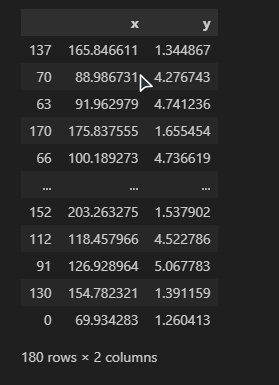 x y
137 165.846611 1.344867
70 88.986731 4.276743
63 91.962979 4.741236
170 175.837555 1.655454
66 100.189273 4.736619
... ... ...
152 203.263275 1.537902
112 118.457966 4.522786
91 126.928964 5.067783
130 154.782321 1.391159
0 69.934283 1.260413
180 rows × 2 columns